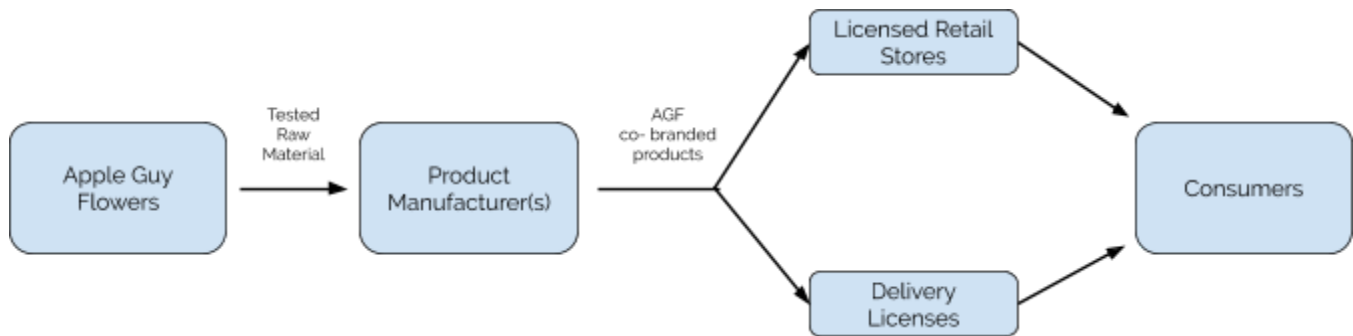 Apple Guy
Flowers
Tested
Raw
Material
Product
Manufacturer(s)
AGF
co- branded
products
Licensed Retail
Stores
Delivery
Licenses
Consumers